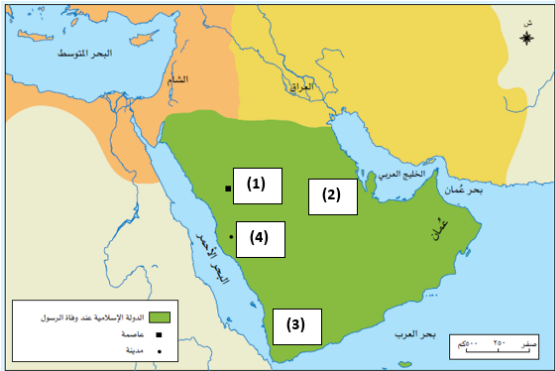 ش
البحر المتوسط
الشام
العراق
(1)
(2)
الخليج العربي
بحر عُمان
(4)
عُمان
البحر الأحمر
(3)
الدولة الإسلامية عند وفاة الرسول
عاصمة
مدينة
بحر العرب
صفر ٢٥٠ ٥٠٠كم